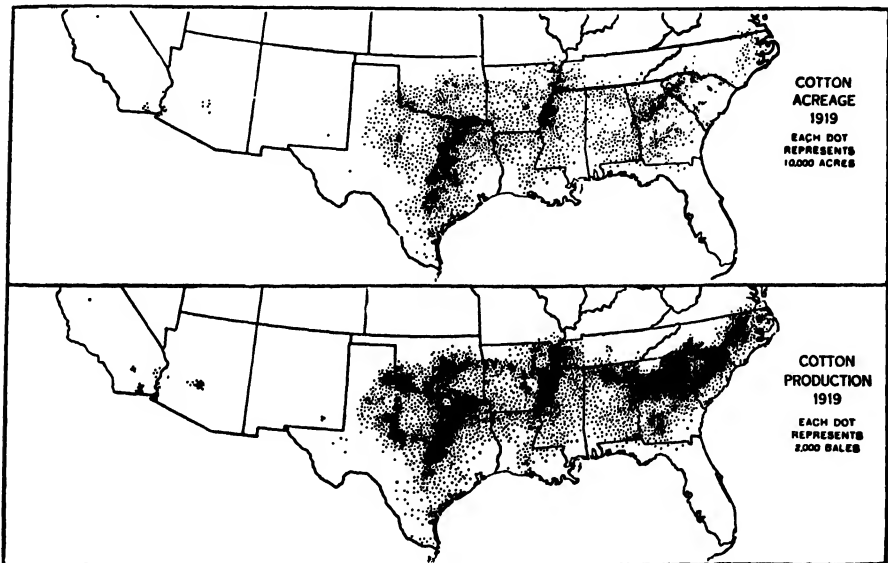 COTTON
ACREAGE
1919
EACH DOT
REPRESENTS
10,000 ACRES
COTTON
PRODUCTION
1919
EACH DOT
REPRESENTS
2,000 BALES